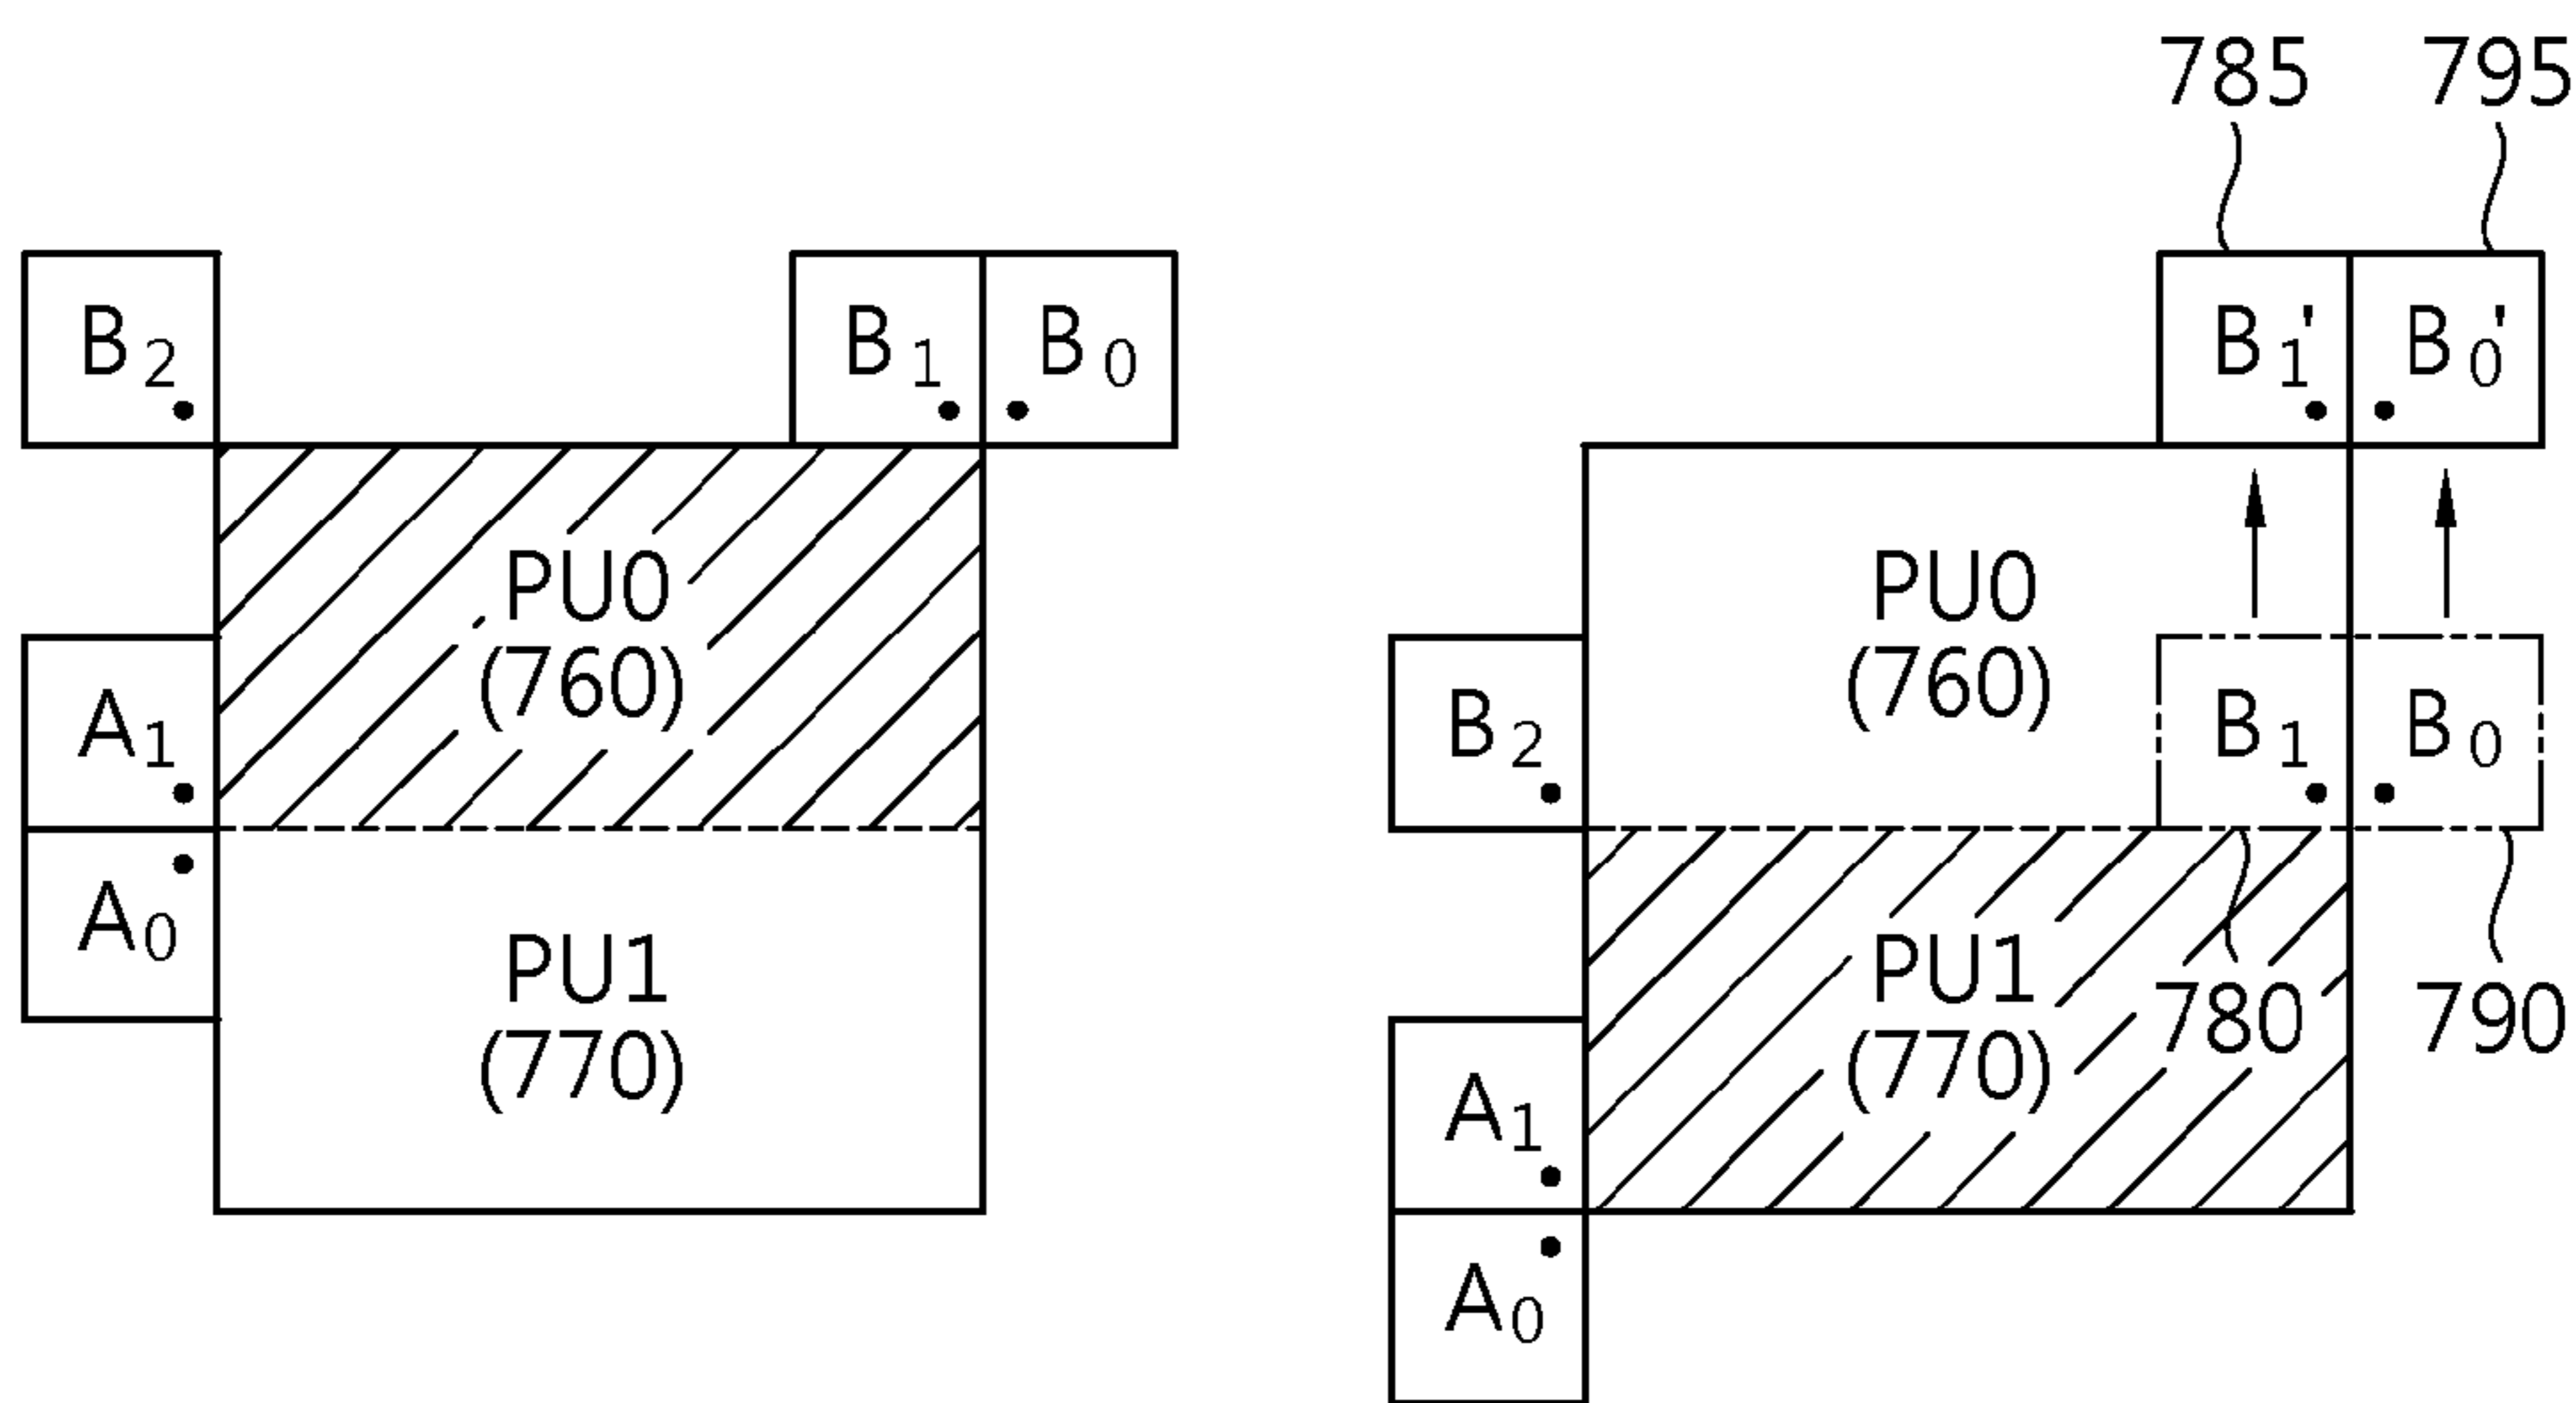 785 795
B2 B1 B0 B1' B0'
PU0 PU0
(760) (760)
A1 B2 B1 B0
A0 PU1 PU1 780 790
(770) (770)
A1
A0